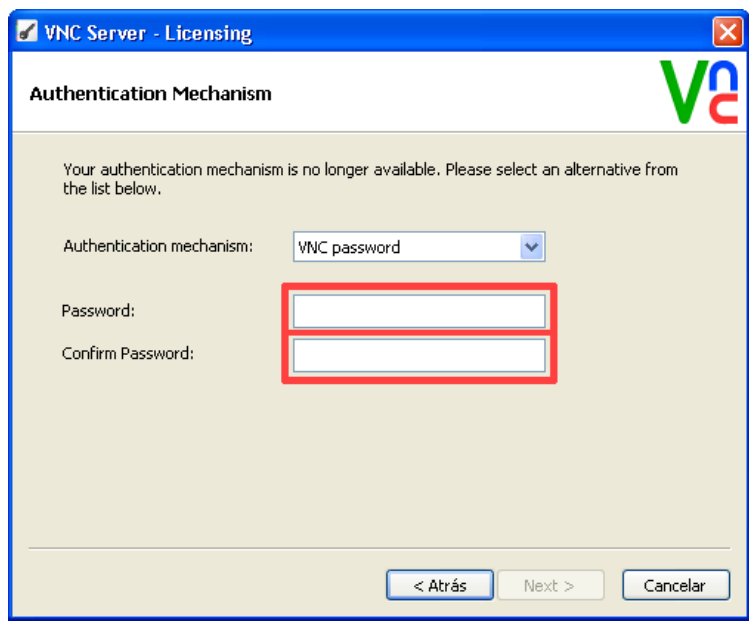 VNC Server - Licensing
Authentication Mechanism
Vnc
Your authentication mechanism is no longer available. Please select an alternative from
the list below.
Authentication mechanism: VNC password
Password:
Confirm Password:
< Atrás Next > Cancelar